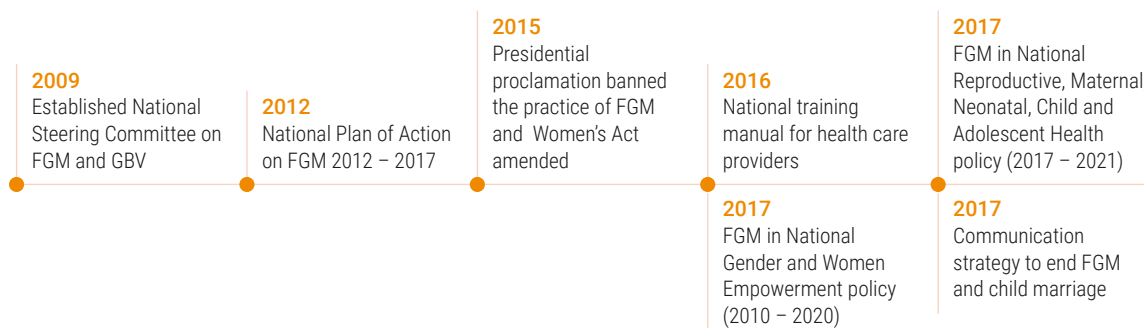 2009
Established National
Steering Committee on
FGM and GBV
2012
National Plan of Action
on FGM 2012 – 2017
2015
Presidential
proclamation banned
the practice of FGM
and Women's Act
amended
2016
National training
manual for health care
providers
2017
FGM in National
Gender and Women
Empowerment policy
(2010 – 2020)
2017
FGM in National
Reproductive, Maternal
Neonatal, Child and
Adolescent Health
policy (2017 – 2021)
2017
Communication
strategy to end FGM
and child marriage